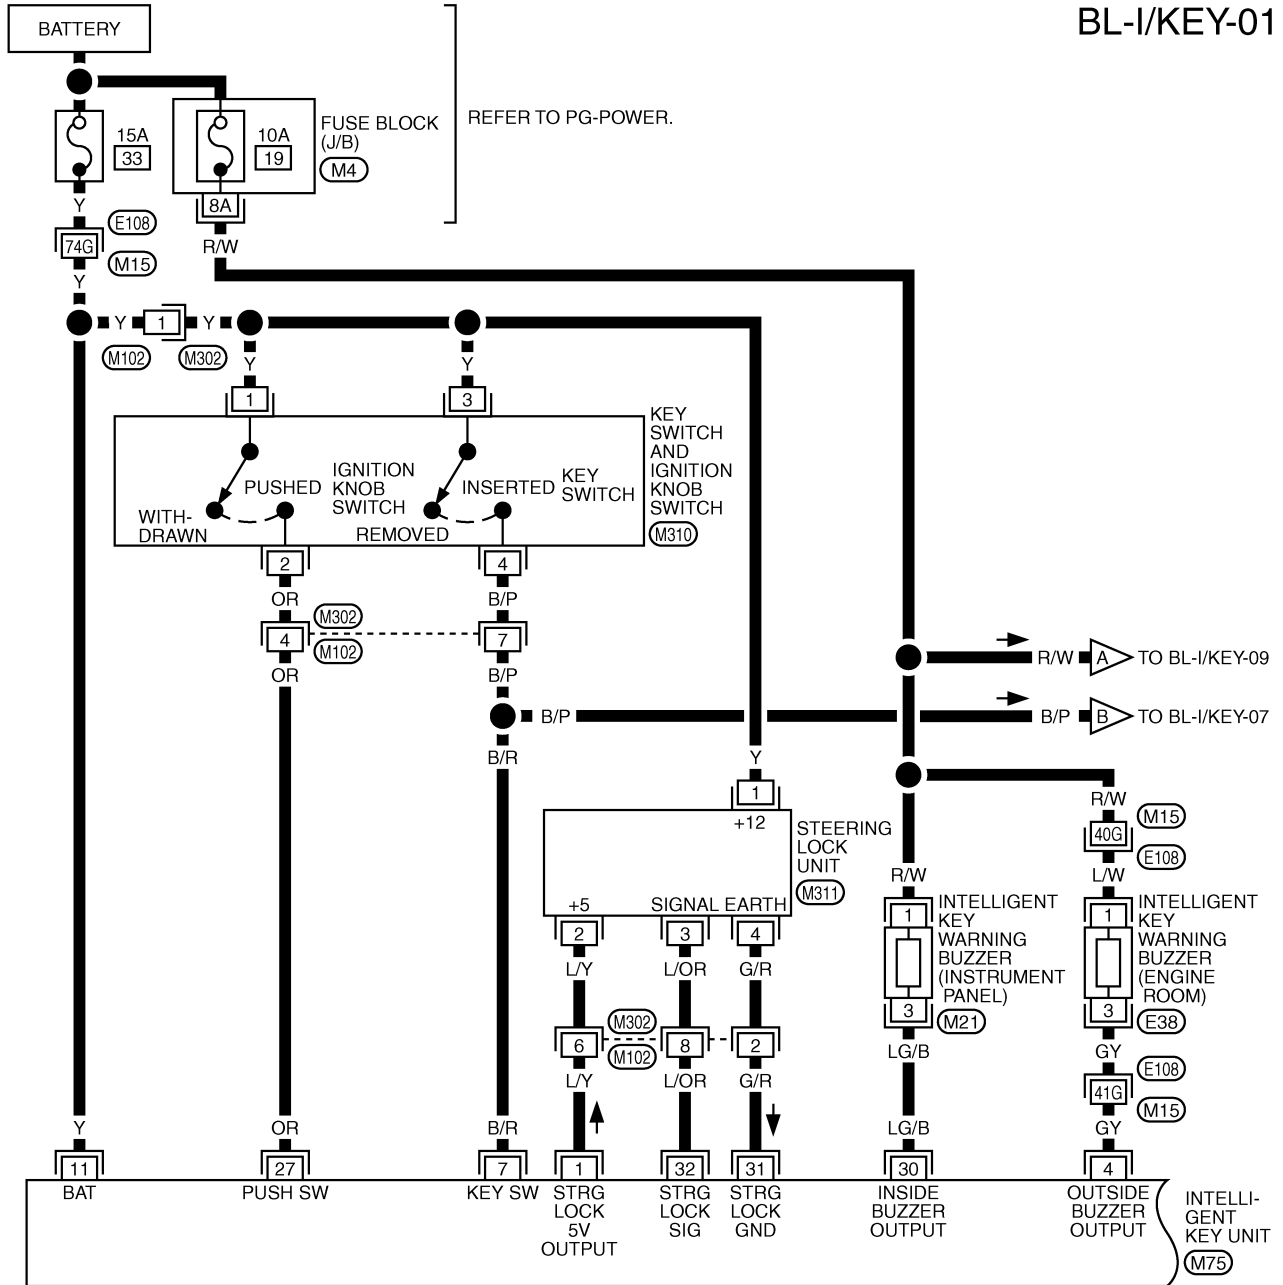 BL-I/KEY-01
BATTERY
15A
33
10A
19
FUSE BLOCK
(J/B)
M4
REFER TO PG-POWER.
8A
Y
E108
74G
M15
R/W
Y
Y
1
Y
M102
M302
Y
Y
1
3
KEY
SWITCH
AND
IGNITION
KNOB
SWITCH
M310
WITH-
DRAWN
PUSHED
IGNITION
KNOB
SWITCH
REMOVED
INSERTED
KEY
SWITCH
2
4
OR
B/P
M302
4
7
M102
OR
B/P
R/W
A
TO BL-I/KEY-09
B/P
B/P
B
TO BL-I/KEY-07
B/R
Y
1
+12
STEERING
LOCK
UNIT
M311
+5
SIGNAL
EARTH
2
3
4
L/Y
L/OR
G/R
M302
6
8
2
M102
L/Y
L/OR
G/R
R/W
M15
40G
E108
R/W
L/W
1
INTELLIGENT
KEY
WARNING
BUZZER
(INSTRUMENT
PANEL)
3
M21
LG/B
1
INTELLIGENT
KEY
WARNING
BUZZER
(ENGINE
ROOM)
3
E38
GY
E108
41G
M15
Y
OR
B/R
LG/B
GY
11
27
7
1
32
31
30
4
BAT
PUSH SW
KEY SW
STRG
LOCK
5V
OUTPUT
STRG
LOCK
SIG
STRG
LOCK
GND
INSIDE
BUZZER
OUTPUT
OUTSIDE
BUZZER
OUTPUT
INTELLI-
GENT
KEY UNIT
M75